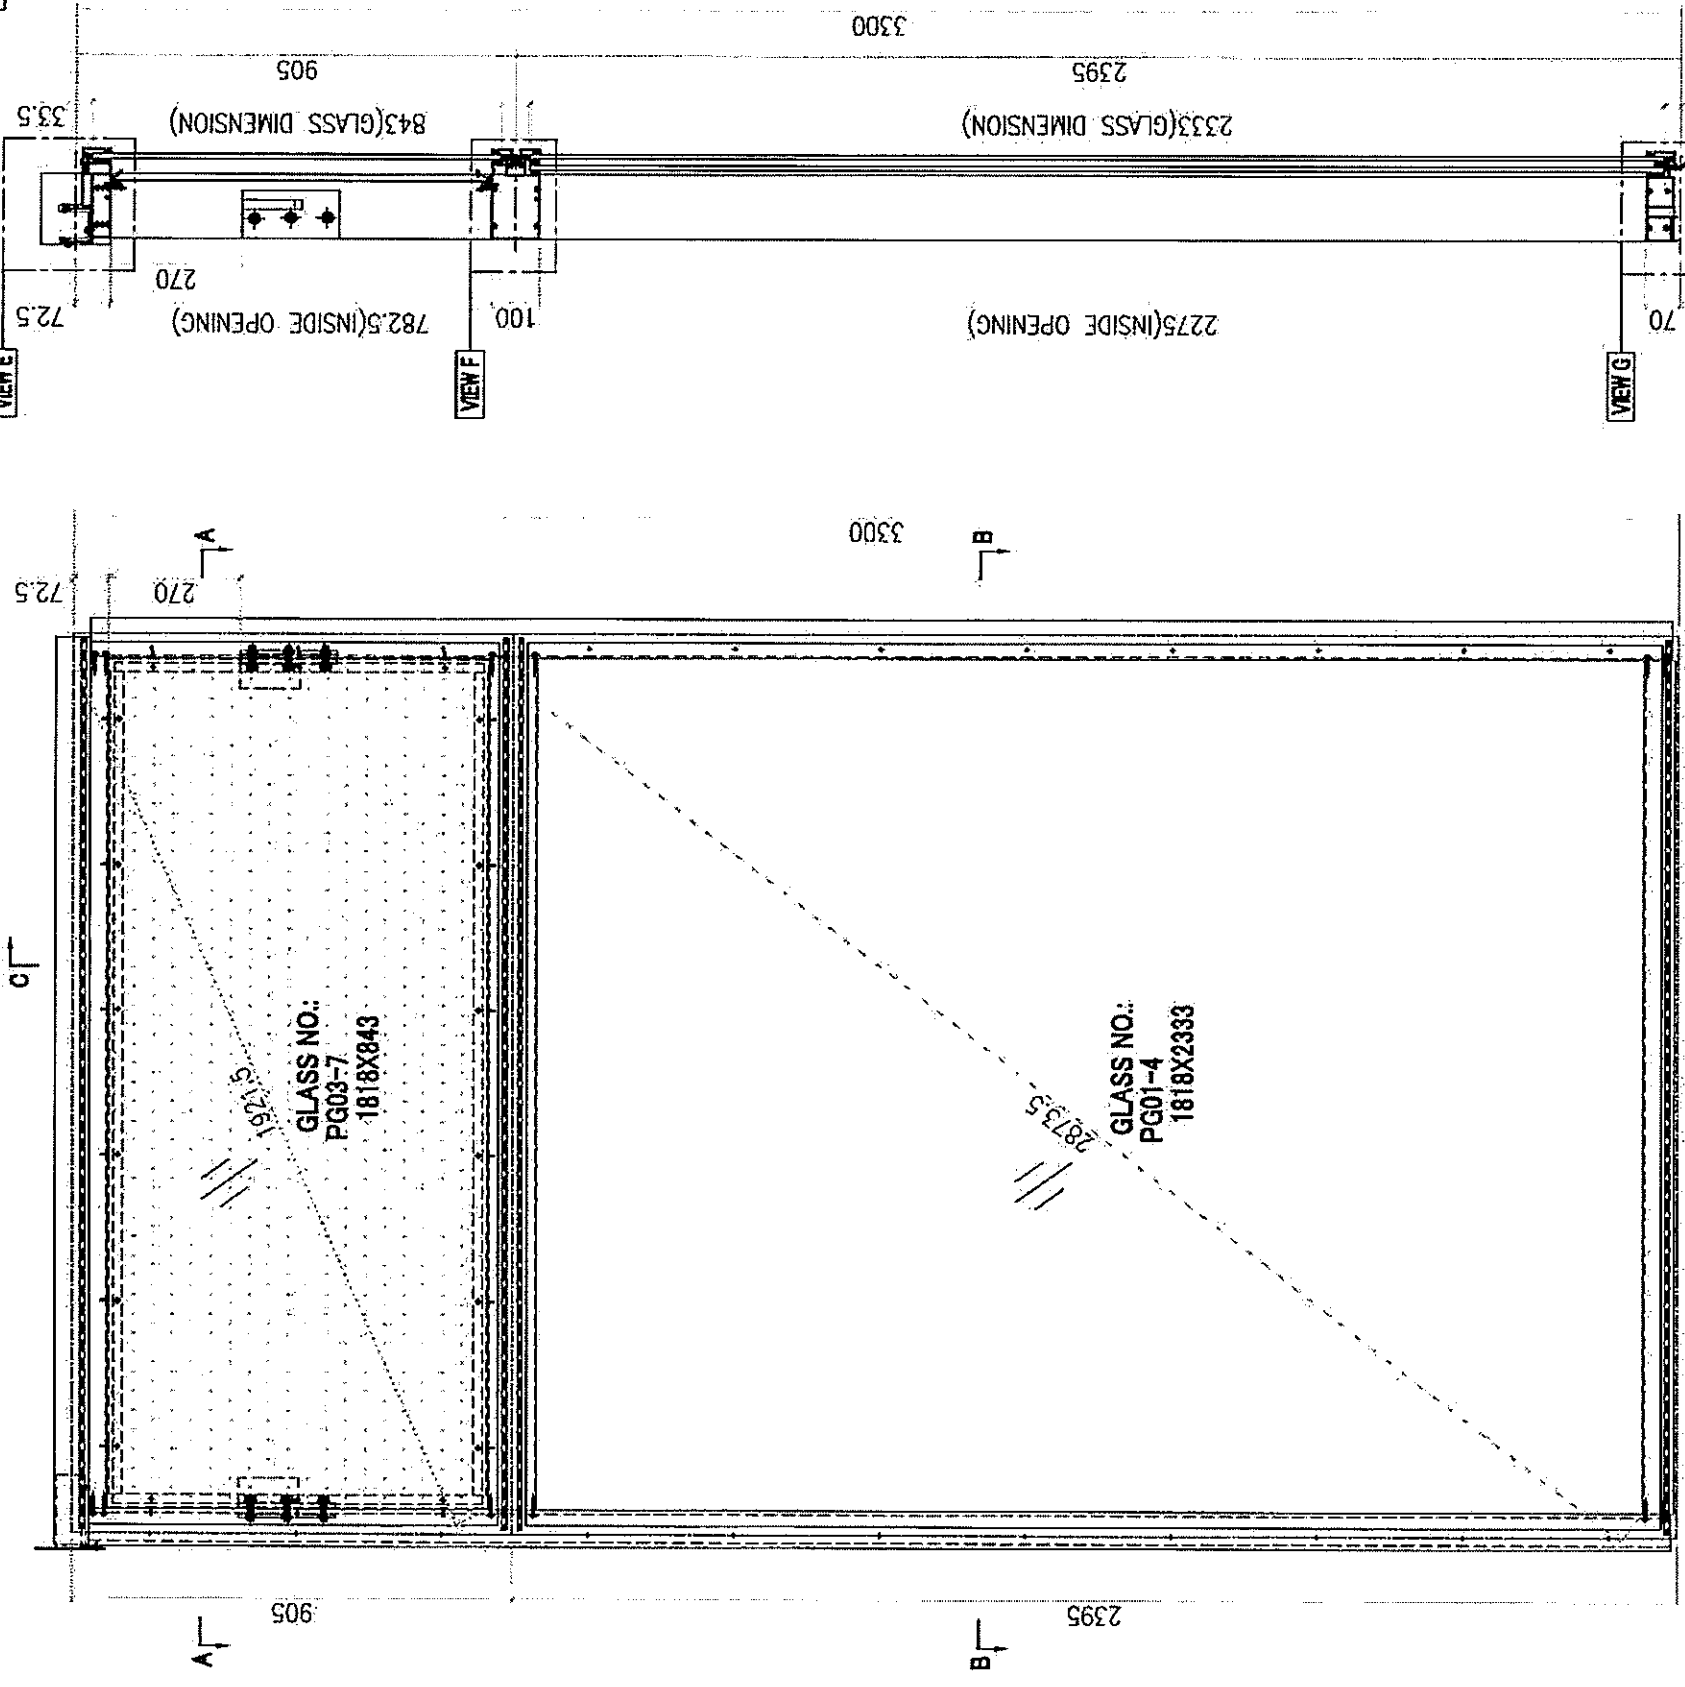 3300
905
2395
33.5
843(GLASS DIMENSION)
2333(GLASS DIMENSION)
270
72.5
782.5(INSIDE OPENING)
100
2275(INSIDE OPENING)
70
VIEW E
VIEW F
VIEW G
3300
A
B
72.5
270
C
GLASS NO.:
PG03-7
1818X843
1921.5
GLASS NO.:
PG01-4
1818X2333
2873.5
905
2395
A
B